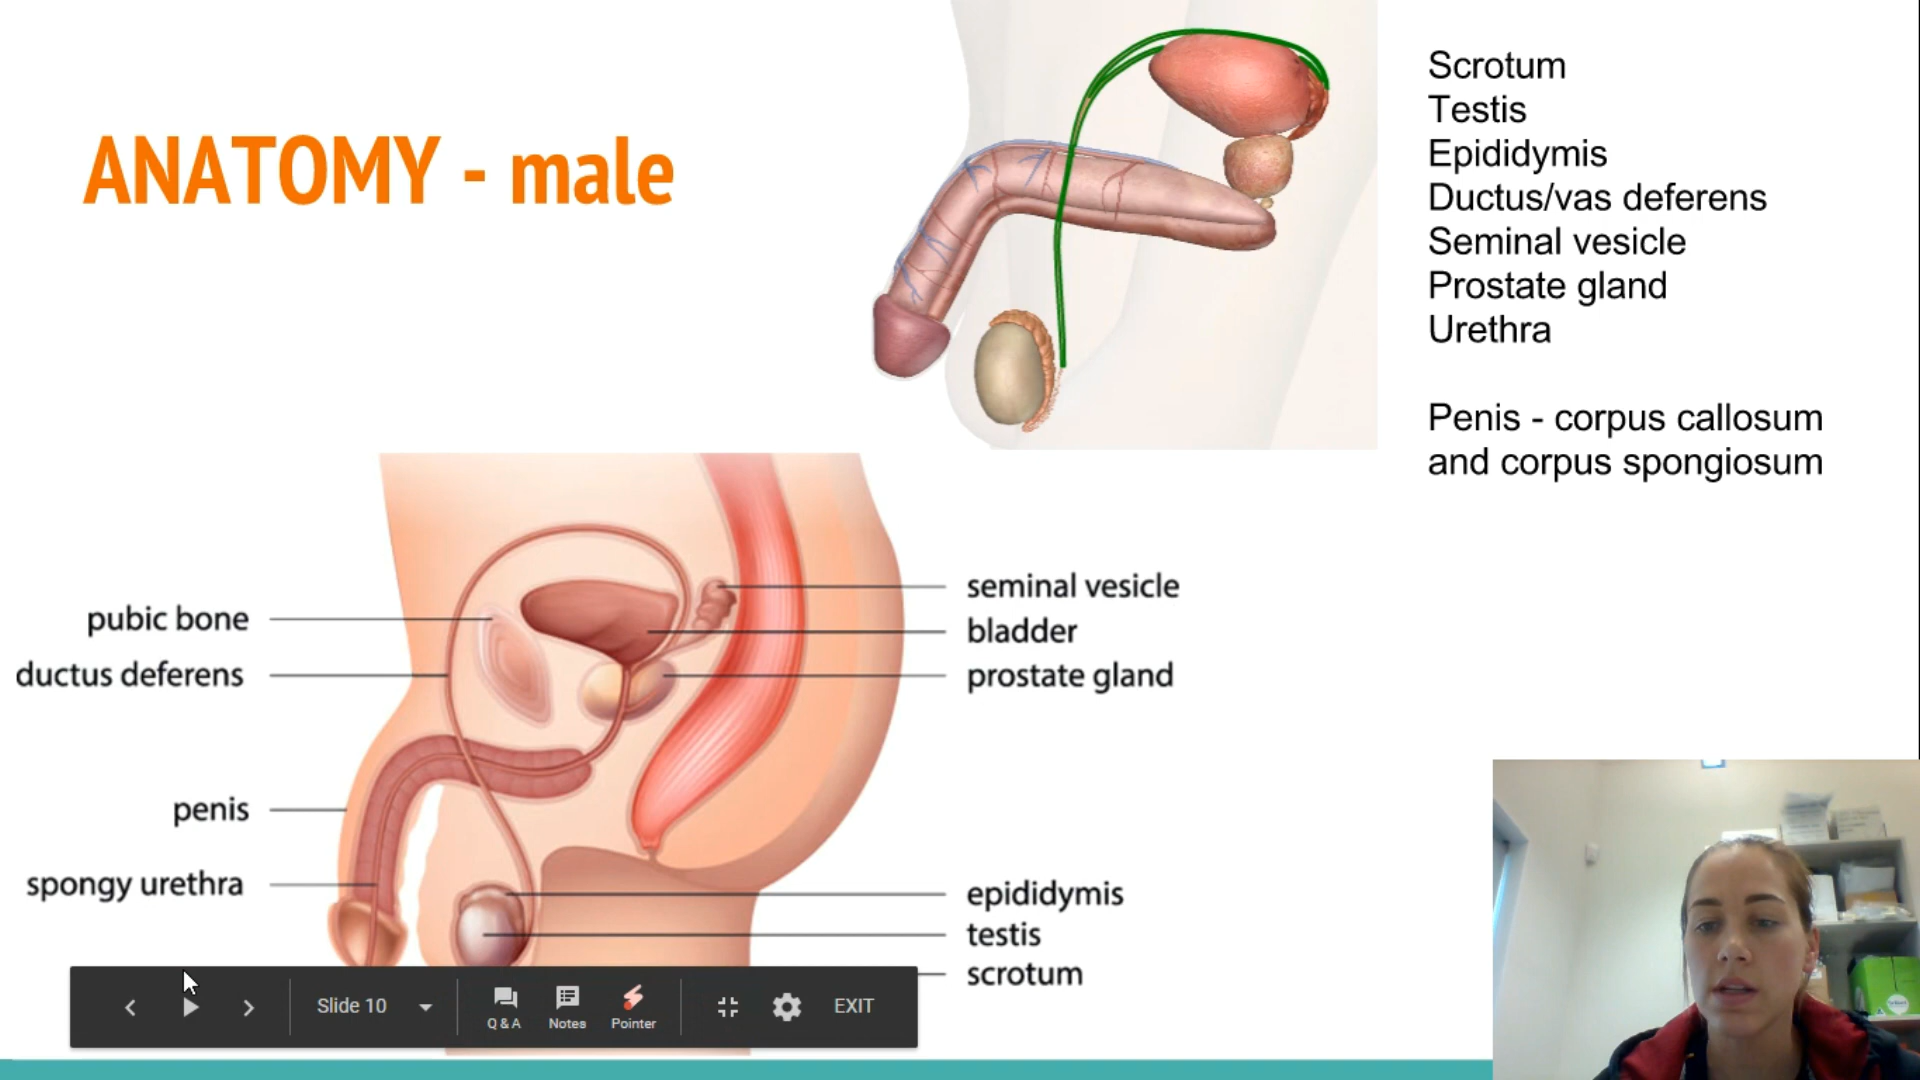 ANATOMY - male
Scrotum
Testis
Epididymis
Ductus/vas deferens
Seminal vesicle
Prostate gland
Urethra
Penis - corpus callosum
and corpus spongiosum
pubic bone
ductus deferens
penis
spongy urethra
seminal vesicle
bladder
prostate gland
epididymis
testis
scrotum
Slide 10
Q & A
Notes
Pointer
EXIT